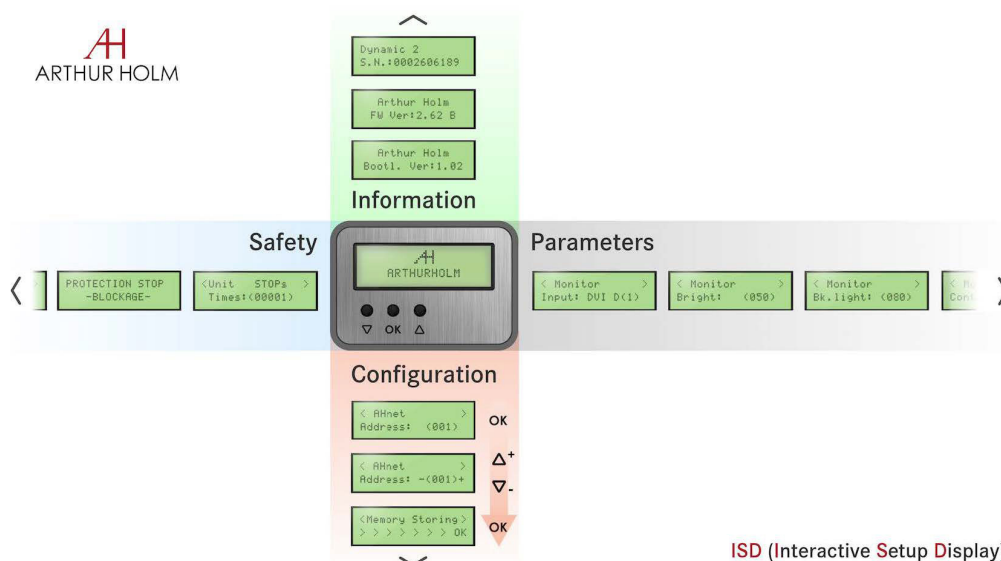 AH
ARTHUR HOLM
Dynamic 2
S.N.:0002606189
Arthur Holm
FW Ver:2.62 B
Arthur Holm
Bootl. Ver:1.02
Information
Safety
PROTECTION STOP
-BLOCKAGE-
<Unit STOPs >
Times:(00001)
AH
ARTHURHOLM
OK
Parameters
< Monitor >
Input: DVI D(1)
< Monitor >
Bright: (050)
< Monitor >
Bk.light: (080)
Configuration
< AHnet >
Address: (001)
OK
< AHnet >
Address: -(001)+
+
-
<Memory Storing>
> > > > > > > OK
OK
ISD (Interactive Setup Display)